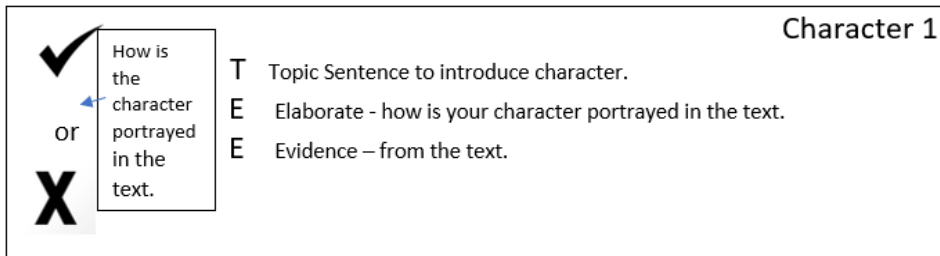 Character 1
How is
the
character
portrayed
in the
text.
or
X
T Topic Sentence to introduce character.
E Elaborate - how is your character portrayed in the text.
E Evidence – from the text.